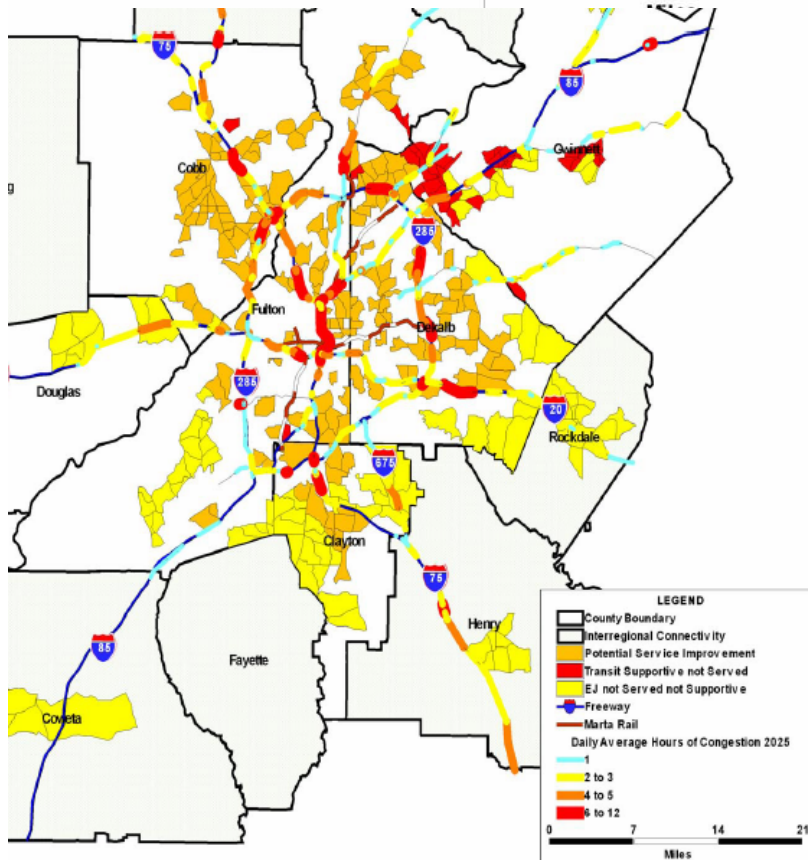 75
85
Cobb
Gwinnett
285
Fulton
Dekalb
Douglas
285
20
Rockdale
675
Clayton
75
Henry
85
Fayette
Coweta
LEGEND
County Boundary
Interregional Connectivity
Potential Service Improvement
Transit Supportive not Served
EJ not Served not Supportive
Freeway
Marta Rail
Daily Average Hours of Congestion 2025
1
2 to 3
4 to 5
6 to 12
0 7 14 21
Miles